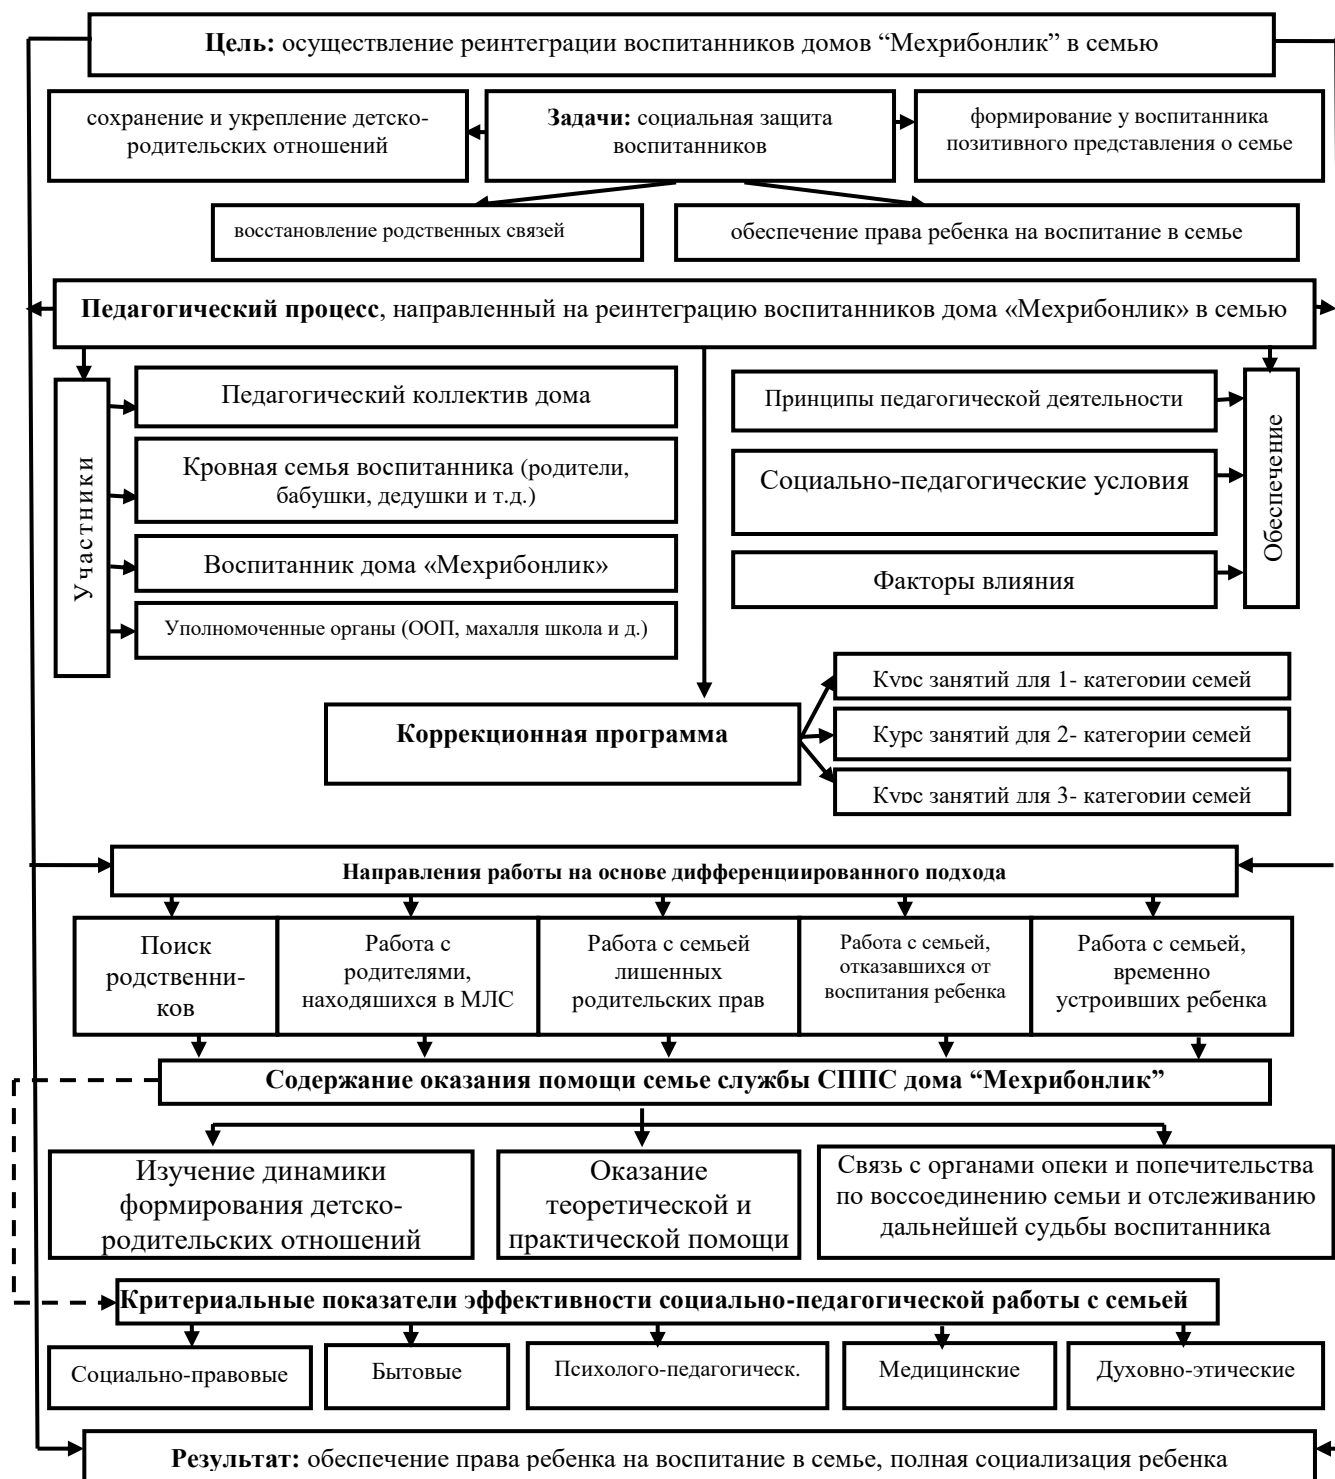 Цель: осуществление реинтеграции воспитанников домов “Мехрибонлик” в семью
сохранение и укрепление детско-
родительских отношений
Задачи: социальная защита
воспитанников
формирование у воспитанника
позитивного представления о семье
восстановление родственных связей
обеспечение права ребенка на воспитание в семье
Педагогический процесс, направленный на реинтеграцию воспитанников дома «Мехрибонлик» в семью
Участники
Педагогический коллектив дома
Кровная семья воспитанника (родители,
бабушки, дедушки и т.д.)
Воспитанник дома «Мехрибонлик»
Уполномоченные органы (ООП, махалля школа и д.)
Принципы педагогической деятельности
Социально-педагогические условия
Факторы влияния
Обеспечение
Коррекционная программа
Курс занятий для 1- категории семей
Курс занятий для 2- категории семей
Курс занятий для 3- категории семей
Направления работы на основе дифференциированного подхода
Поиск
родственни-
ков
Работа с
родителями,
находяшихся в МЛС
Работа с семьей
лишенных
родительских прав
Работа с семьей,
отказавшихся от
воспитания ребенка
Работа с семьей,
временно
устроивших ребенка
Содержание оказания помощи семье службы СППС дома “Мехрибонлик”
Изучение динамики
формирования детско-
родительских отношений
Оказание
теоретической и
практической помощи
Связь с органами опеки и попечительства
по воссоединению семьи и отслеживанию
дальнейшей судьбы воспитанника
Критериальные показатели эффективности социально-педагогической работы с семьей
Социально-правовые
Бытовые
Психолого-педагогическ.
Медицинские
Духовно-этические
Результат: обеспечение права ребенка на воспитание в семье, полная социализация ребенка